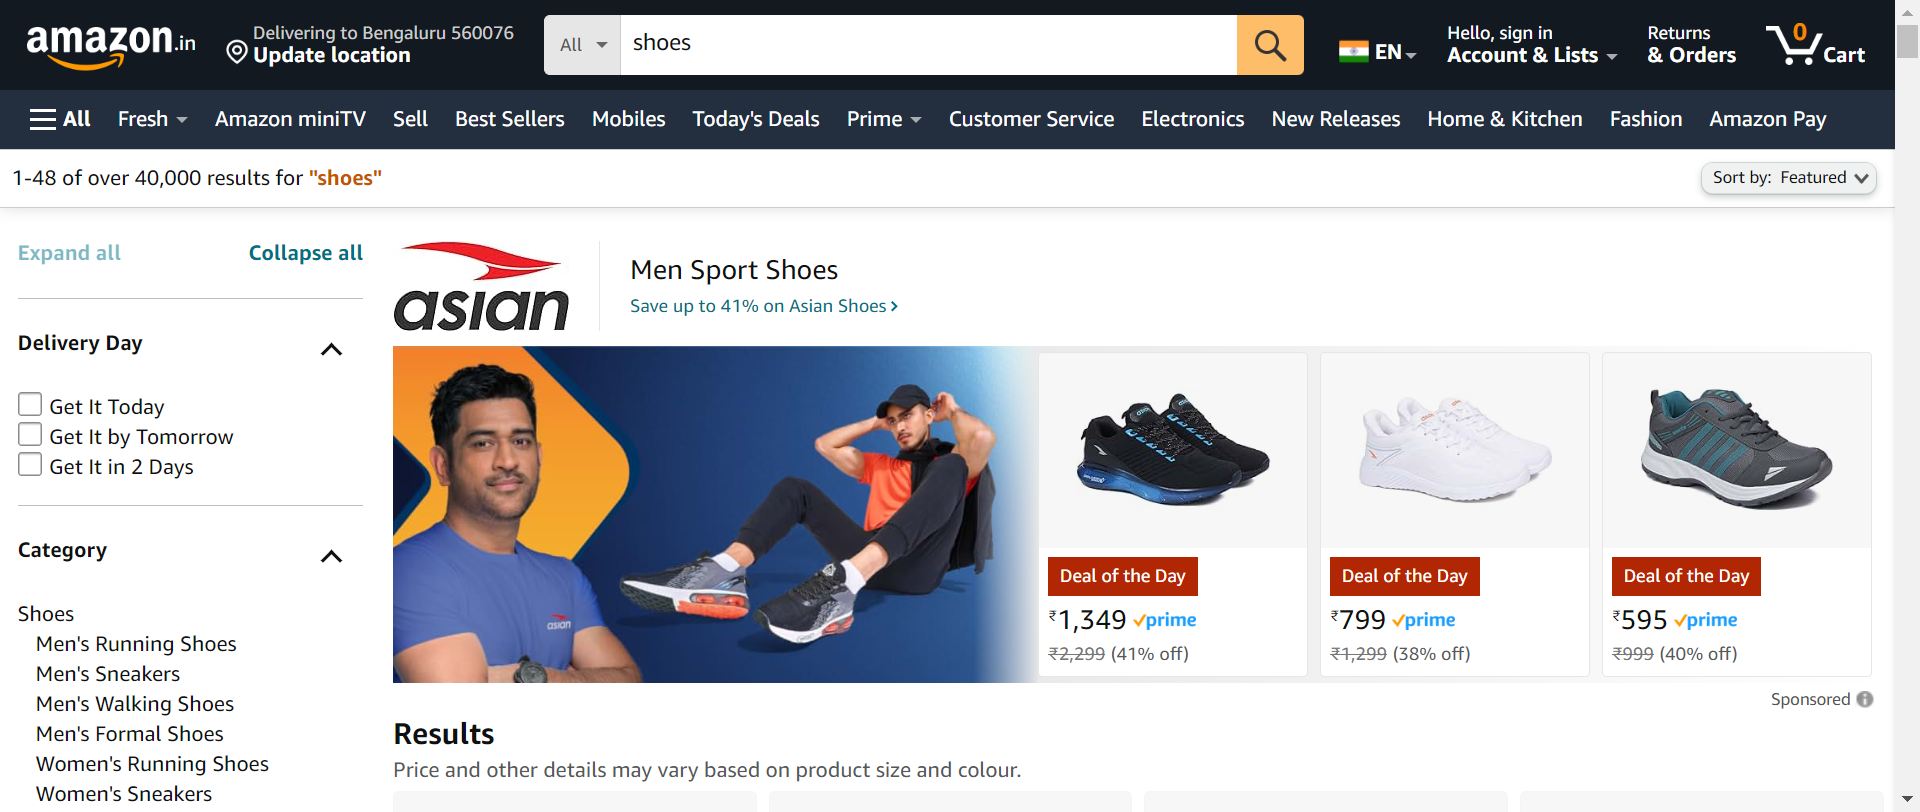 amazon.in
Delivering to Bengaluru 560076
Update location
All
shoes
EN
Hello, sign in
Account & Lists
Returns
& Orders
0
Cart
All
Fresh
Amazon miniTV
Sell
Best Sellers
Mobiles
Today's Deals
Prime
Customer Service
Electronics
New Releases
Home & Kitchen
Fashion
Amazon Pay
1-48 of over 40,000 results for "shoes"
Sort by: Featured
Expand all
Collapse all
Delivery Day
Get It Today
Get It by Tomorrow
Get It in 2 Days
Category
Shoes
Men's Running Shoes
Men's Sneakers
Men's Walking Shoes
Men's Formal Shoes
Women's Running Shoes
Women's Sneakers
asian
Men Sport Shoes
Save up to 41% on Asian Shoes
asian
Deal of the Day
₹1,349 prime
₹2,299 (41% off)
Deal of the Day
₹799 prime
₹1,299 (38% off)
Deal of the Day
₹595 prime
₹999 (40% off)
Sponsored
Results
Price and other details may vary based on product size and colour.